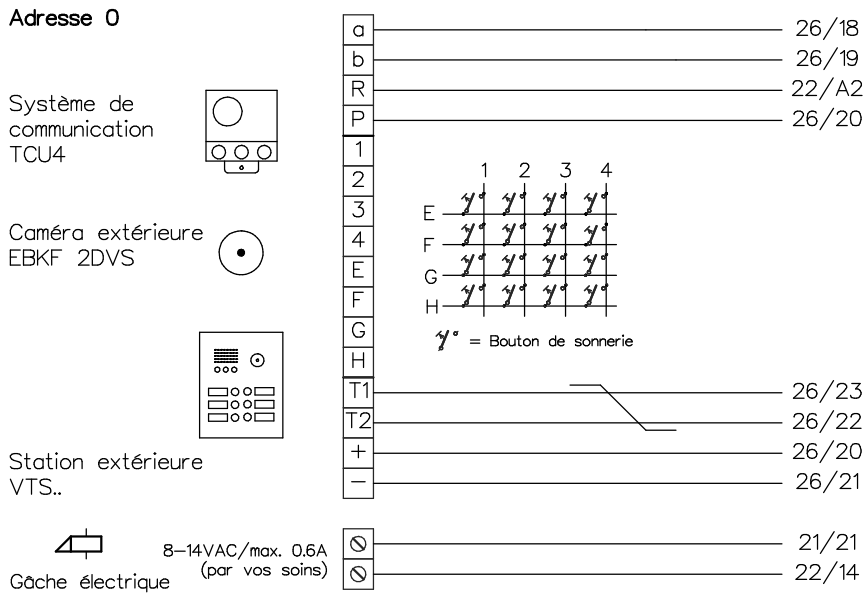 Adresse 0
a 26/18
b 26/19
R 22/A2
P 26/20
Système de
communication
TCU4
1
2
3
4
E
F
G
H
1 2 3 4
E
F
G
H
= Bouton de sonnerie
Caméra extérieure
EBKF 2DVS
T1 26/23
T2 26/22
+ 26/20
− 26/21
Station extérieure
VTS..
8−14VAC/max. 0.6A
(par vos soins)
21/21
22/14
Gâche électrique